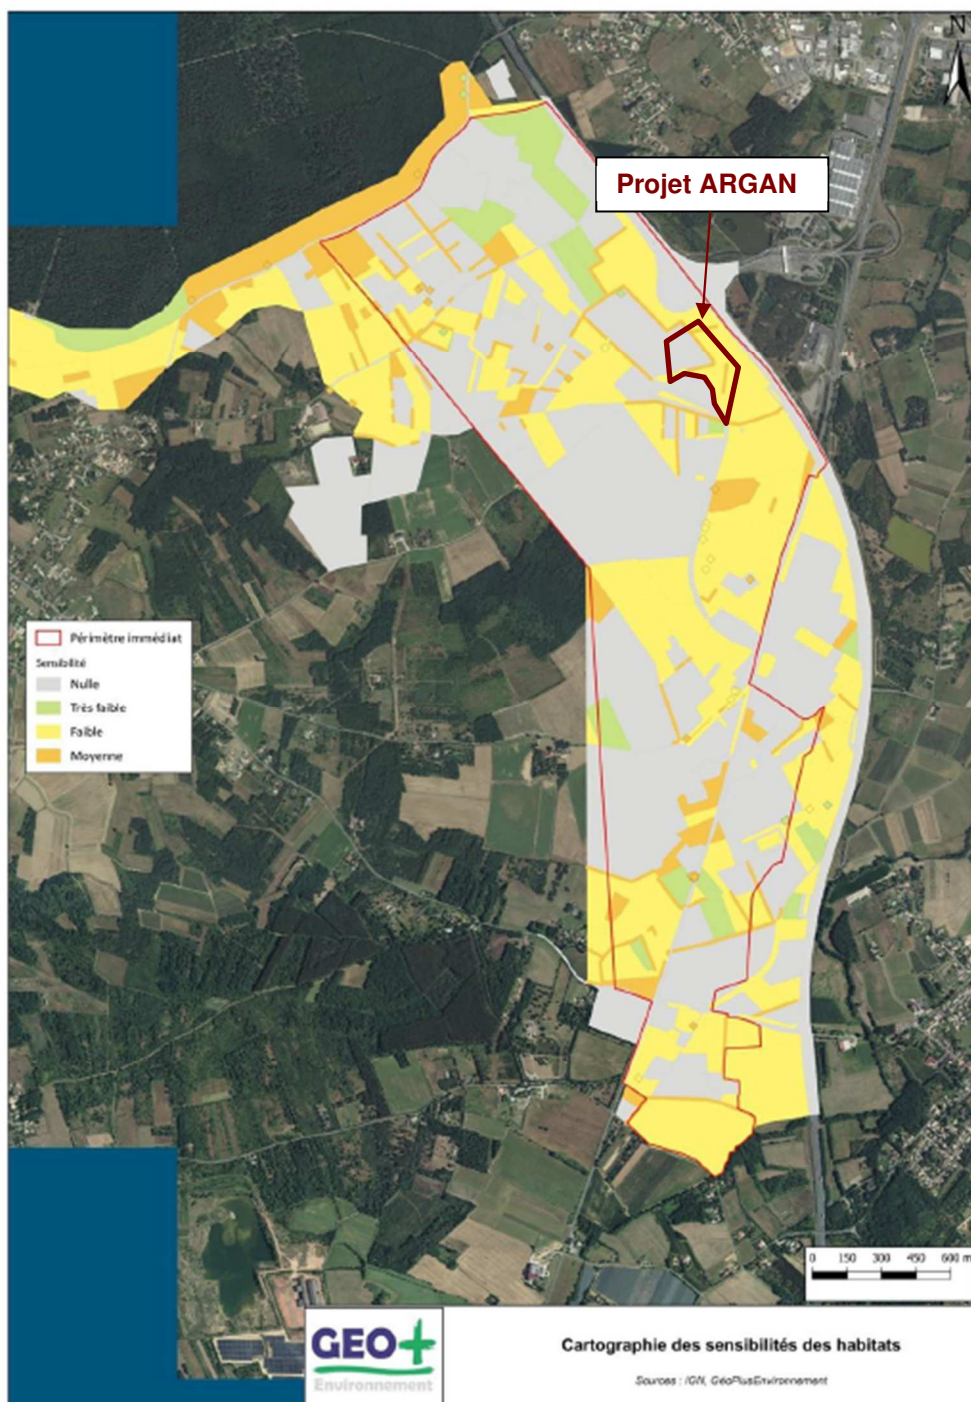 N
Projet ARGAN
Périmètre immédiat
Sensibilité
Nulle
Très faible
Faible
Moyenne
0 150 300 450 600 m
GEO+
Environnement
Cartographie des sensibilités des habitats
Sources : IGN, GéoPlusEnvironnement